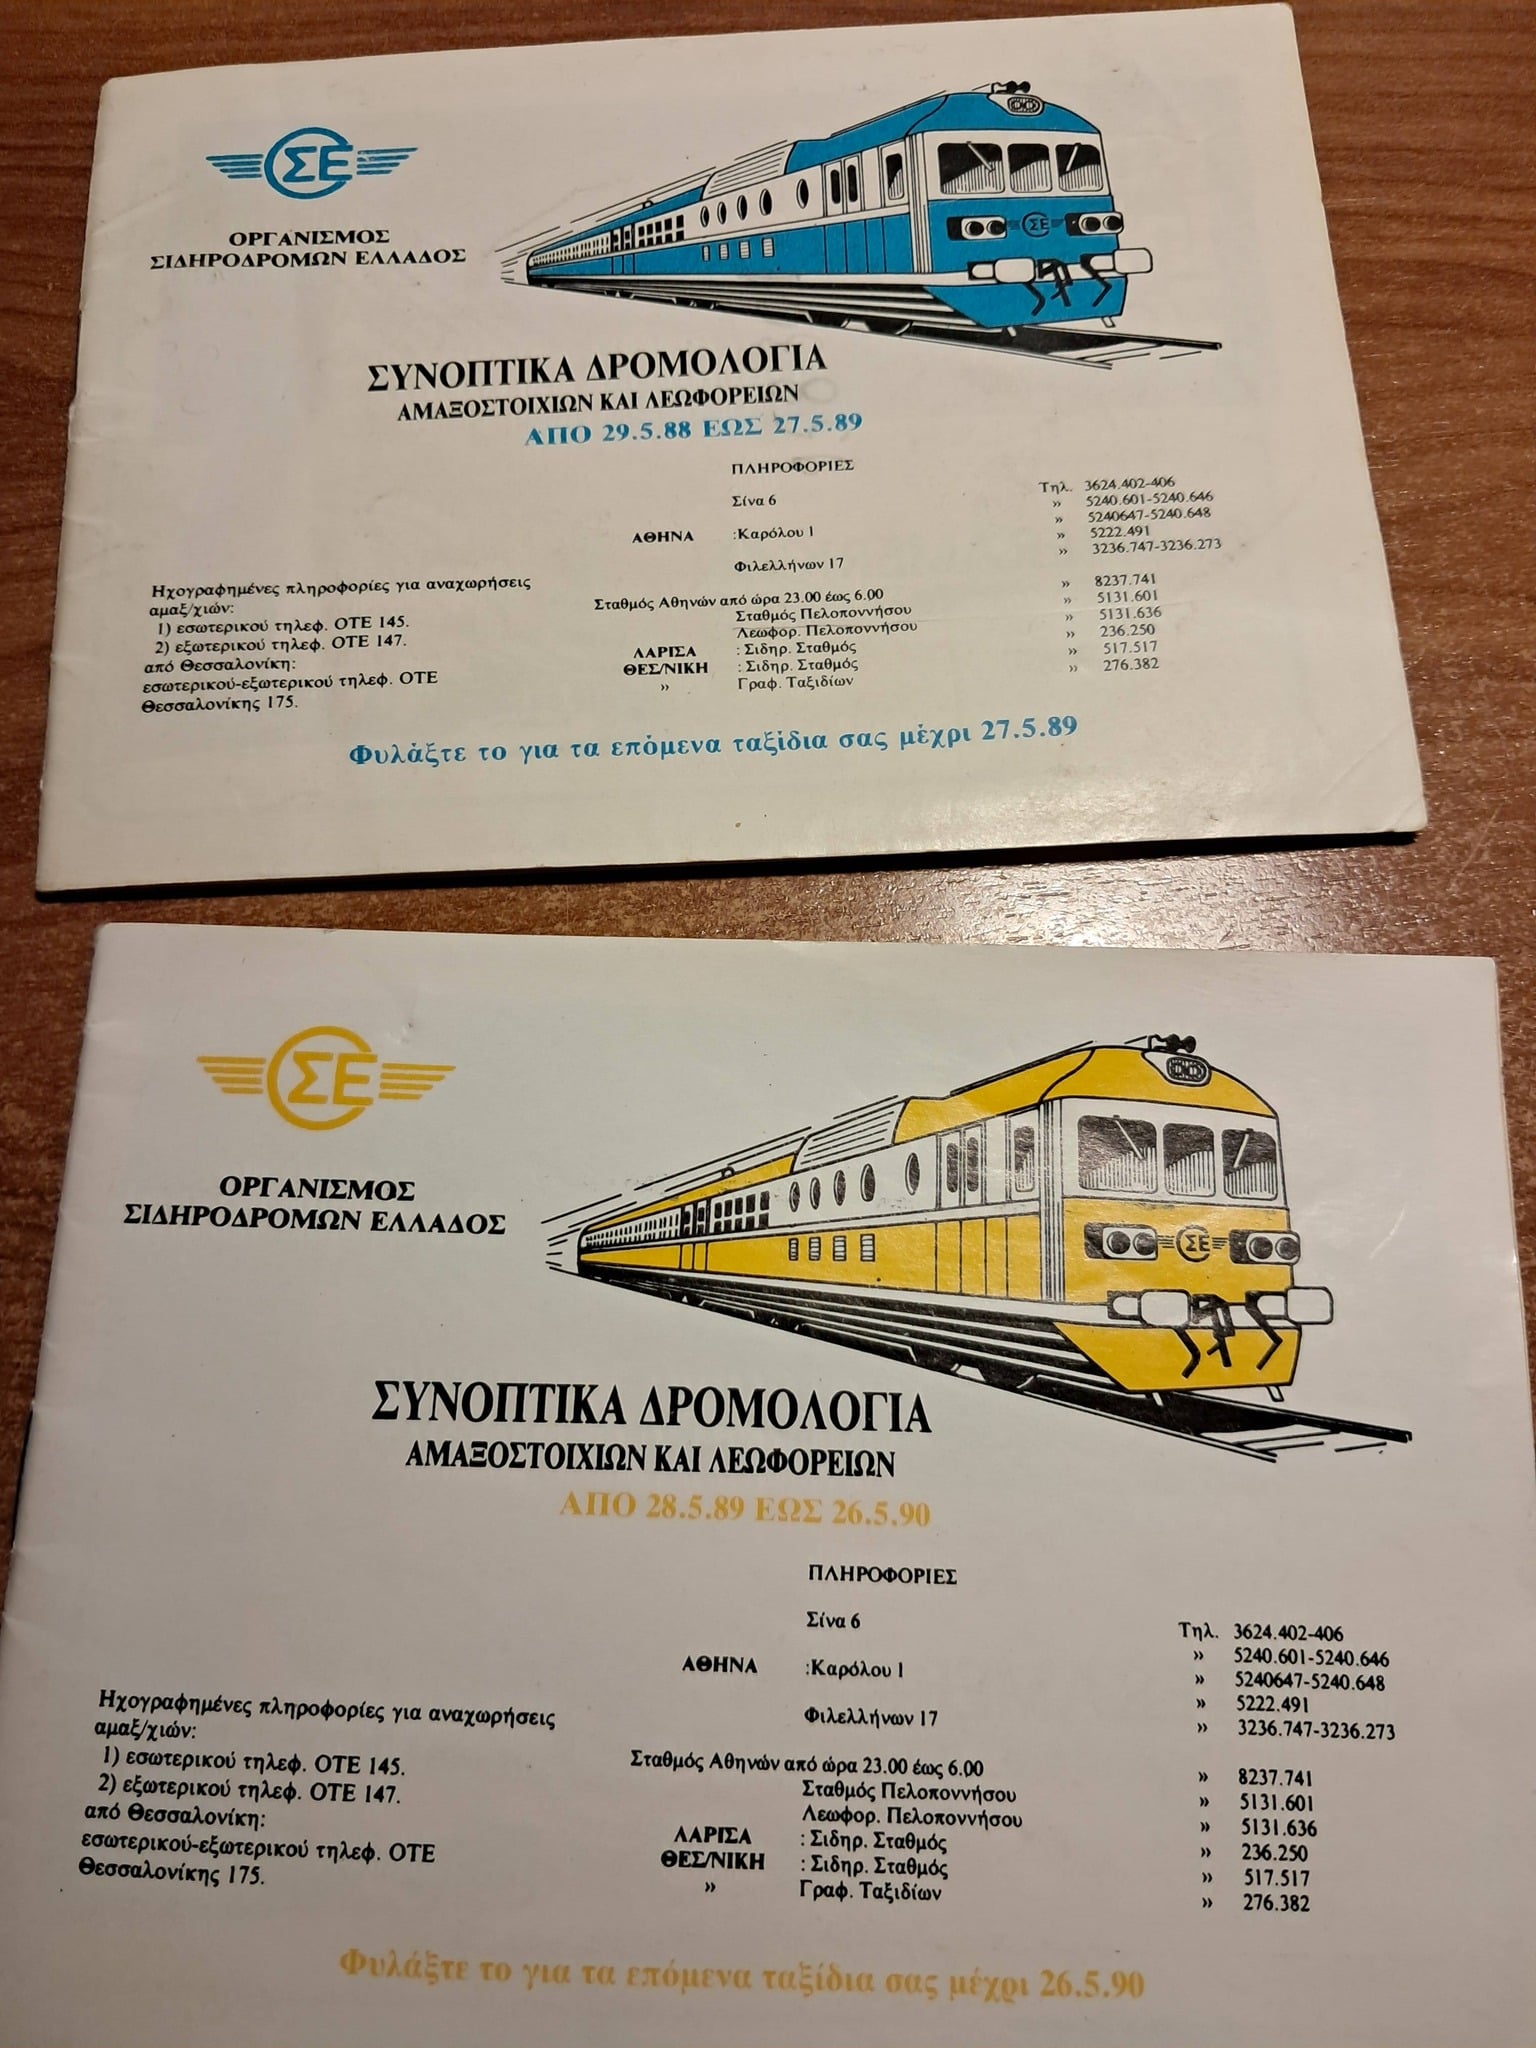 ΟΣΕ
ΟΡΓΑΝΙΣΜΟΣ
ΣΙΔΗΡΟΔΡΟΜΩΝ ΕΛΛΑΔΟΣ
ΟΣΕ
ΣΥΝΟΠΤΙΚΑ ΔΡΟΜΟΛΟΓΙΑ
ΑΜΑΞΟΣΤΟΙΧΙΩΝ ΚΑΙ ΛΕΩΦΟΡΕΙΩΝ
ΑΠΟ 29.5.88 ΕΩΣ 27.5.89
ΠΛΗΡΟΦΟΡΙΕΣ
Σίνα 6 Τηλ. 3624.402-406
» 5240.601-5240.646
ΑΘΗΝΑ :Καρόλου 1 » 5240647-5240.648
» 5222.491
Φιλελλήνων 17 » 3236.747-3236.273
Σταθμός Αθηνών από ώρα 23.00 έως 6.00 » 8237.741
Σταθμός Πελοποννήσου » 5131.601
Λεωφορ. Πελοποννήσου » 5131.636
ΛΑΡΙΣΑ : Σιδηρ. Σταθμός » 236.250
ΘΕΣ/ΝΙΚΗ : Σιδηρ. Σταθμός » 517.517
» Γραφ. Ταξιδίων » 276.382
Ηχογραφημένες πληροφορίες για αναχωρήσεις
αμαξ/χιών:
1) εσωτερικού τηλεφ. ΟΤΕ 145.
2) εξωτερικού τηλεφ. ΟΤΕ 147.
από Θεσσαλονίκη:
εσωτερικού-εξωτερικού τηλεφ. ΟΤΕ
Θεσσαλονίκης 175.
Φυλάξτε το για τα επόμενα ταξίδια σας μέχρι 27.5.89
ΟΣΕ
ΟΡΓΑΝΙΣΜΟΣ
ΣΙΔΗΡΟΔΡΟΜΩΝ ΕΛΛΑΔΟΣ
ΟΣΕ
ΣΥΝΟΠΤΙΚΑ ΔΡΟΜΟΛΟΓΙΑ
ΑΜΑΞΟΣΤΟΙΧΙΩΝ ΚΑΙ ΛΕΩΦΟΡΕΙΩΝ
ΑΠΟ 28.5.89 ΕΩΣ 26.5.90
ΠΛΗΡΟΦΟΡΙΕΣ
Σίνα 6 Τηλ. 3624.402-406
» 5240.601-5240.646
ΑΘΗΝΑ :Καρόλου 1 » 5240647-5240.648
» 5222.491
Φιλελλήνων 17 » 3236.747-3236.273
Σταθμός Αθηνών από ώρα 23.00 έως 6.00 » 8237.741
Σταθμός Πελοποννήσου » 5131.601
Λεωφορ. Πελοποννήσου » 5131.636
ΛΑΡΙΣΑ : Σιδηρ. Σταθμός » 236.250
ΘΕΣ/ΝΙΚΗ : Σιδηρ. Σταθμός » 517.517
» Γραφ. Ταξιδίων » 276.382
Ηχογραφημένες πληροφορίες για αναχωρήσεις
αμαξ/χιών:
1) εσωτερικού τηλεφ. ΟΤΕ 145.
2) εξωτερικού τηλεφ. ΟΤΕ 147.
από Θεσσαλονίκη:
εσωτερικού-εξωτερικού τηλεφ. ΟΤΕ
Θεσσαλονίκης 175.
Φυλάξτε το για τα επόμενα ταξίδια σας μέχρι 26.5.90